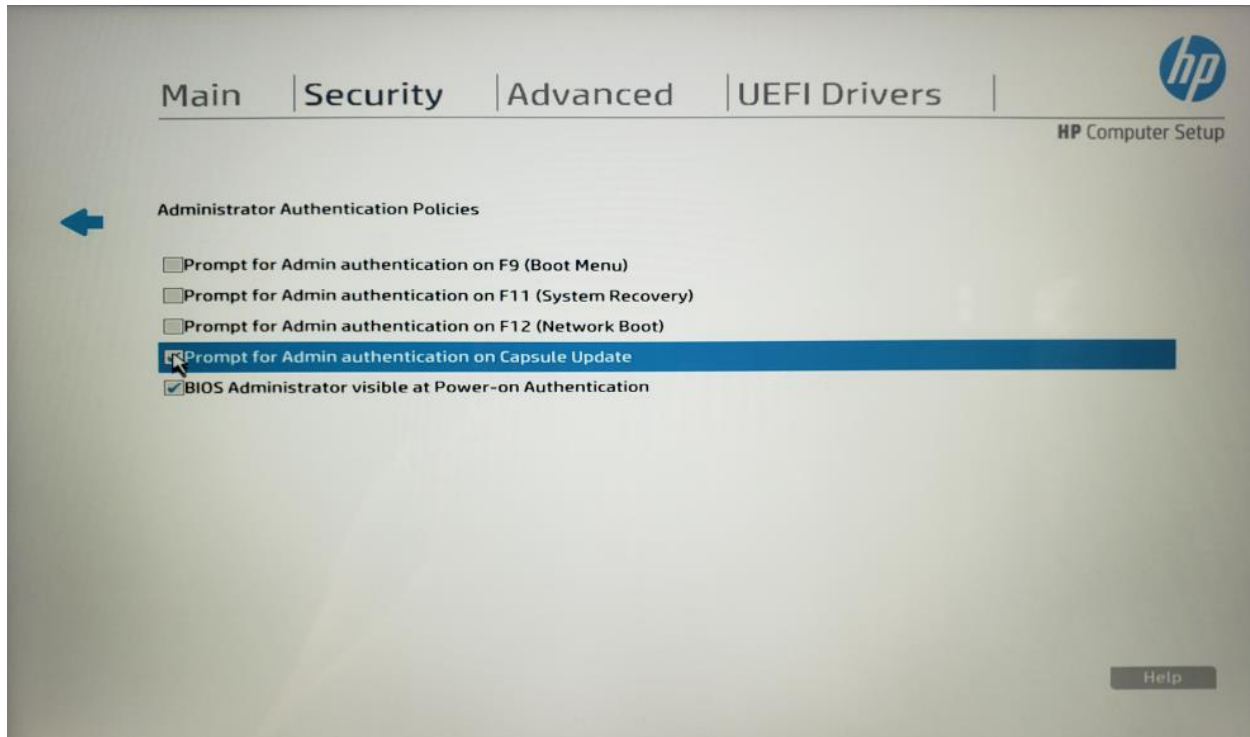 hp
Main
Security
Advanced
UEFI Drivers
HP Computer Setup
Administrator Authentication Policies
Prompt for Admin authentication on F9 (Boot Menu)
Prompt for Admin authentication on F11 (System Recovery)
Prompt for Admin authentication on F12 (Network Boot)
Prompt for Admin authentication on Capsule Update
BIOS Administrator visible at Power-on Authentication
Help